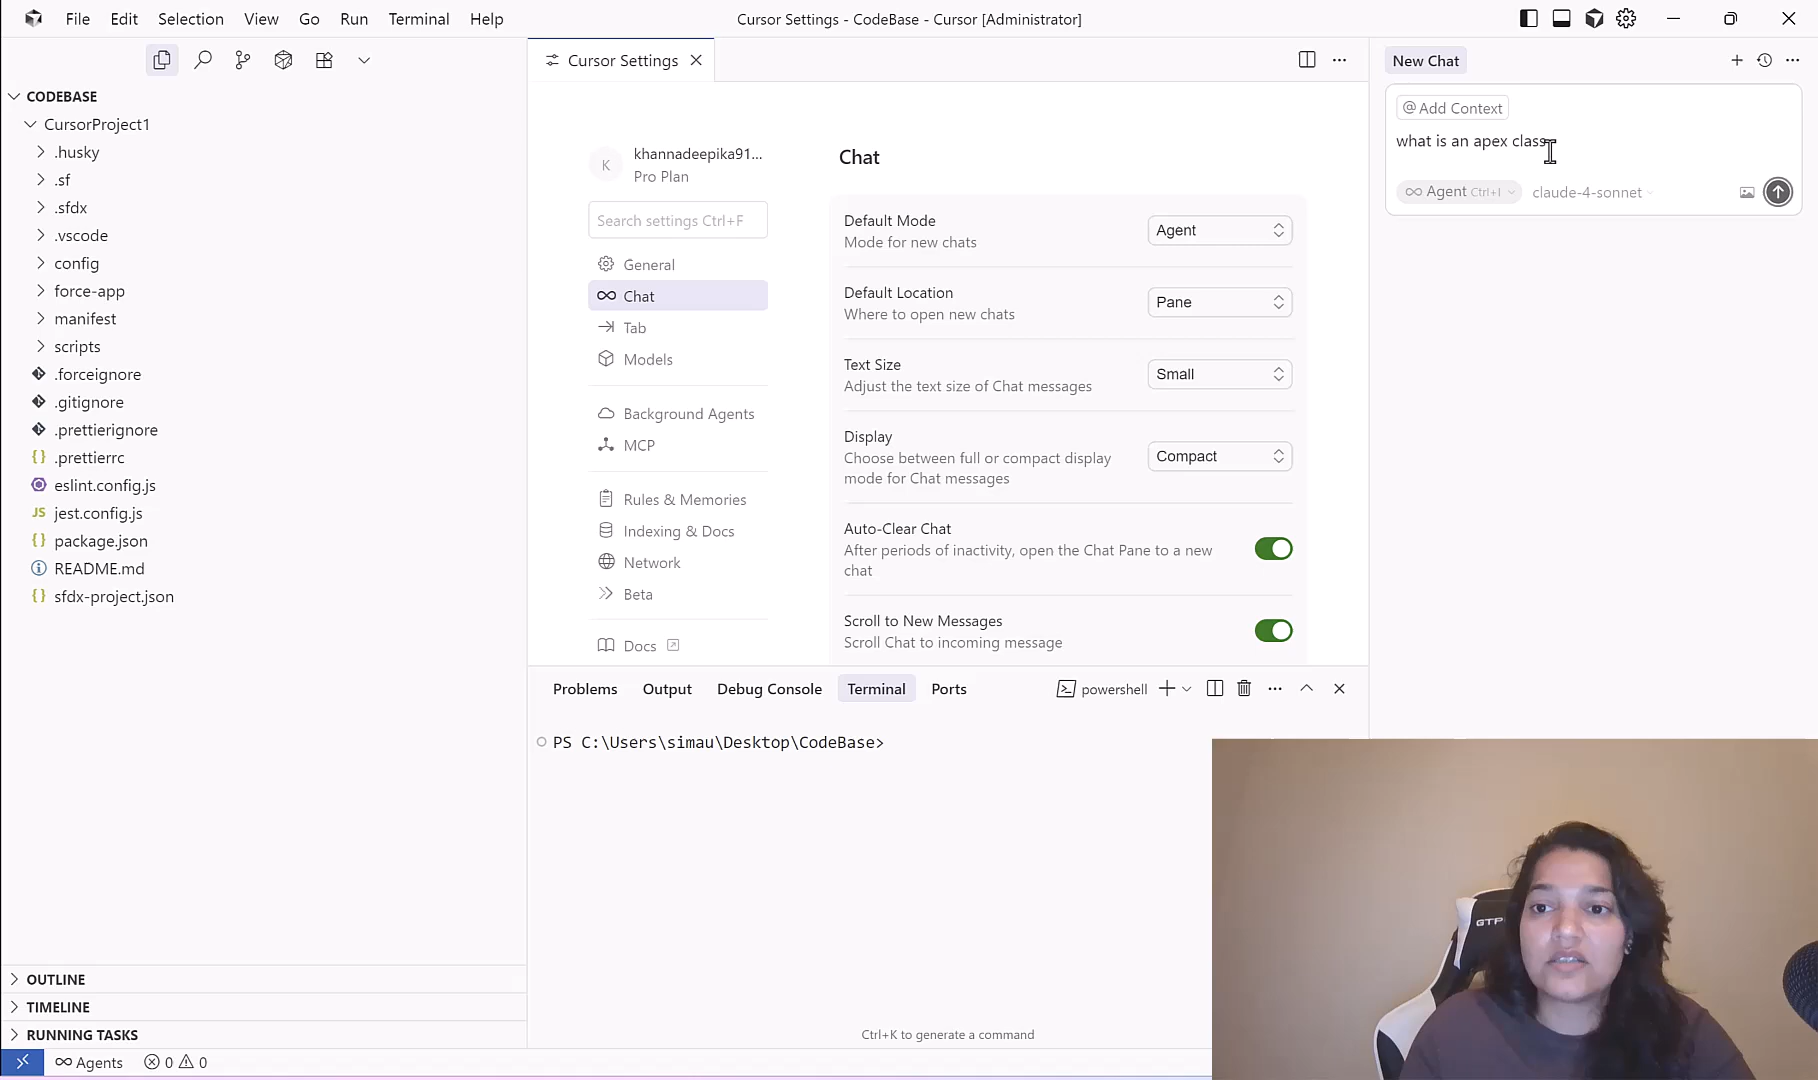 File Edit Selection View Go Run Terminal Help
Cursor Settings - CodeBase - Cursor [Administrator]
CODEBASE
CursorProject1
.husky
.sf
.sfdx
.vscode
config
force-app
manifest
scripts
.forceignore
.gitignore
.prettierignore
{} .prettierrc
eslint.config.js
JS jest.config.js
{} package.json
README.md
{} sfdx-project.json
OUTLINE
TIMELINE
RUNNING TASKS
Agents 0 0
Cursor Settings
K
khannadeepika91...
Pro Plan
Search settings Ctrl+F
General
Chat
Tab
Models
Background Agents
MCP
Rules & Memories
Indexing & Docs
Network
Beta
Docs
Chat
Default Mode
Mode for new chats
Agent
Default Location
Where to open new chats
Pane
Text Size
Adjust the text size of Chat messages
Small
Display
Choose between full or compact display
mode for Chat messages
Compact
Auto-Clear Chat
After periods of inactivity, open the Chat Pane to a new
chat
Scroll to New Messages
Scroll Chat to incoming message
Problems Output Debug Console Terminal Ports
powershell
PS C:\Users\simau\Desktop\CodeBase>
Ctrl+K to generate a command
New Chat
@ Add Context
what is an apex class
Agent Ctrl+I claude-4-sonnet
GTP